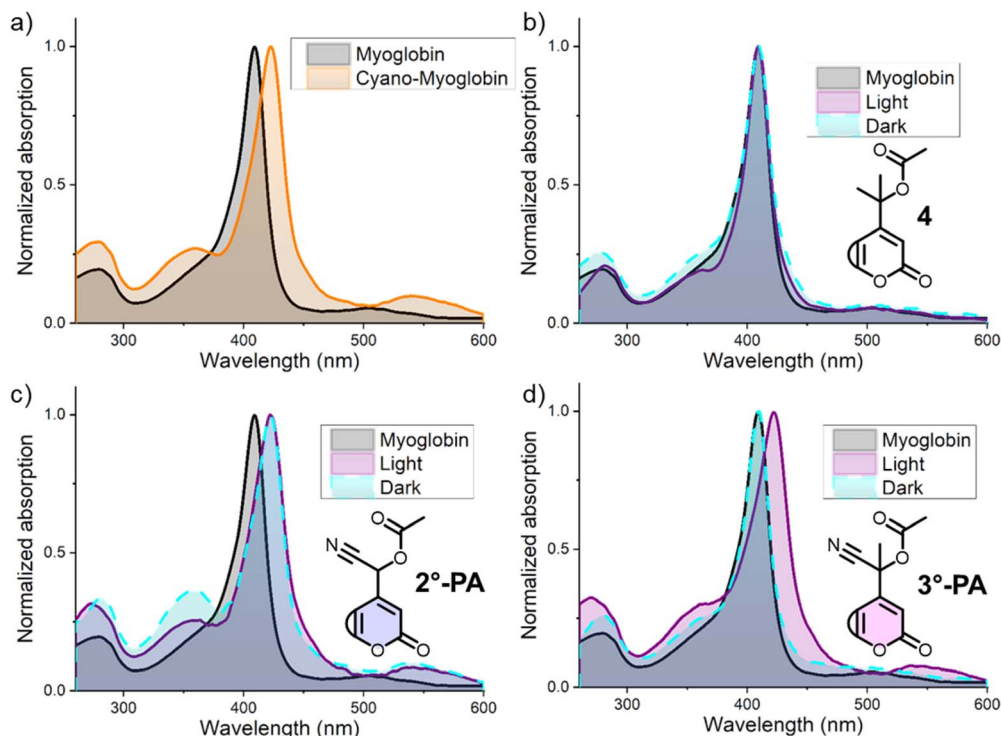 a)
Normalized absorption
1.0
0.5
0.0
Myoglobin
Cyano-Myoglobin
300
400
500
600
Wavelength (nm)
b)
Normalized absorption
1.0
0.5
0.0
Myoglobin
Light
Dark
O
O
4
O
O
300
400
500
600
Wavelength (nm)
c)
Normalized absorption
1.0
0.5
0.0
Myoglobin
Light
Dark
O
N
O
2°-PA
O
O
300
400
500
600
Wavelength (nm)
d)
Normalized absorption
1.0
0.5
0.0
Myoglobin
Light
Dark
O
N
O
3°-PA
O
O
300
400
500
600
Wavelength (nm)